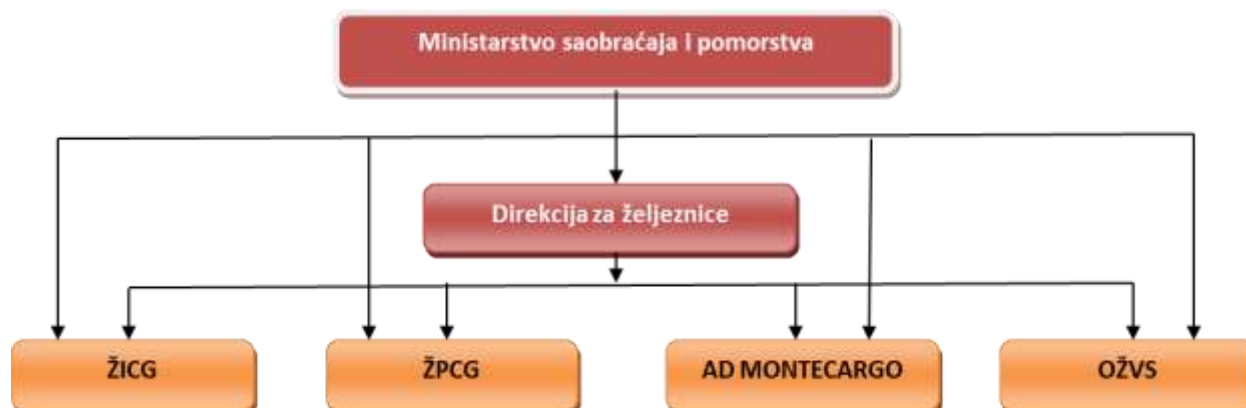 Ministarstvo saobraćaja i pomorstva
Direkcija za željeznice
ŽICG
ŽPCG
AD MONTECARGO
OŽVS